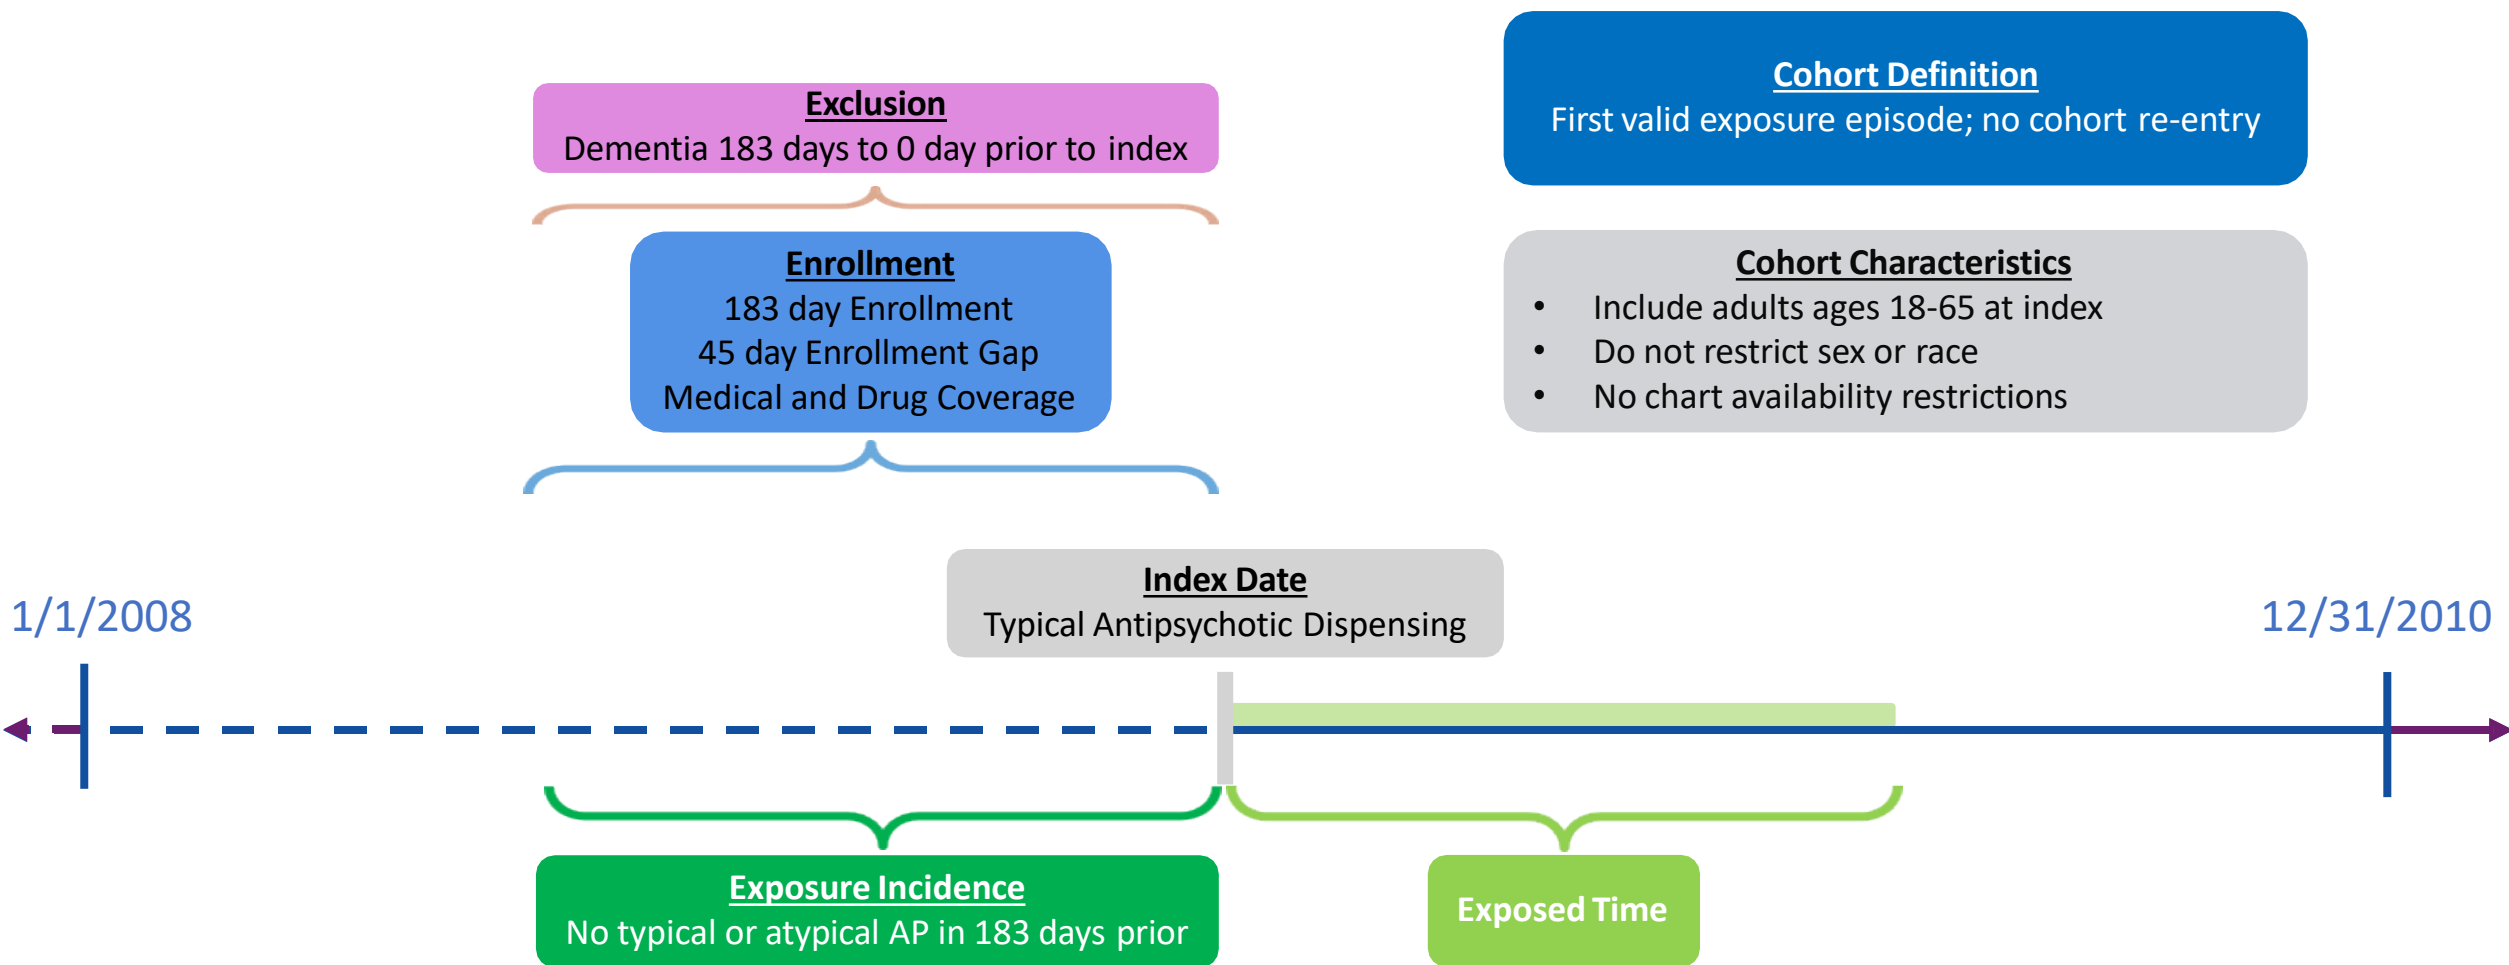 Exclusion
Dementia 183 days to 0 day prior to index
Cohort Definition
First valid exposure episode; no cohort re-entry
Enrollment
183 day Enrollment
45 day Enrollment Gap
Medical and Drug Coverage
Cohort Characteristics
• Include adults ages 18-65 at index
• Do not restrict sex or race
• No chart availability restrictions
Index Date
Typical Antipsychotic Dispensing
1/1/2008
12/31/2010
Exposure Incidence
No typical or atypical AP in 183 days prior
Exposed Time